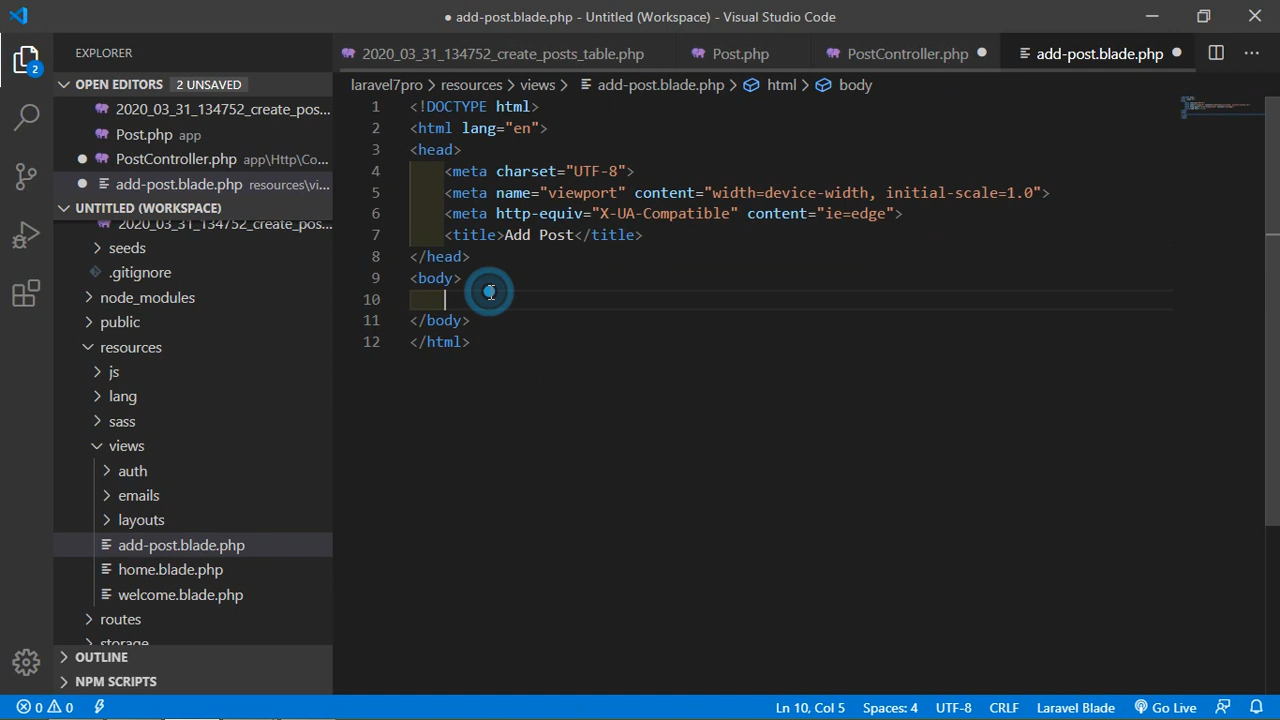 ● add-post.blade.php - Untitled (Workspace) - Visual Studio Code
EXPLORER
2020_03_31_134752_create_posts_table.php
Post.php
PostController.php
add-post.blade.php
OPEN EDITORS 2 UNSAVED
2020_03_31_134752_create_pos...
Post.php app
PostController.php app\Http\Co...
add-post.blade.php resources\vi...
UNTITLED (WORKSPACE)
2020_03_31_134752_create_pos...
seeds
.gitignore
node_modules
public
resources
js
lang
sass
views
auth
emails
layouts
add-post.blade.php
home.blade.php
welcome.blade.php
routes
storage
OUTLINE
NPM SCRIPTS
2
laravel7pro > resources > views > add-post.blade.php > html > body
1 <!DOCTYPE html>
2 <html lang="en">
3 <head>
4 <meta charset="UTF-8">
5 <meta name="viewport" content="width=device-width, initial-scale=1.0">
6 <meta http-equiv="X-UA-Compatible" content="ie=edge">
7 <title>Add Post</title>
8 </head>
9 <body>
10
11 </body>
12 </html>
0 0
Ln 10, Col 5
Spaces: 4
UTF-8
CRLF
Laravel Blade
Go Live